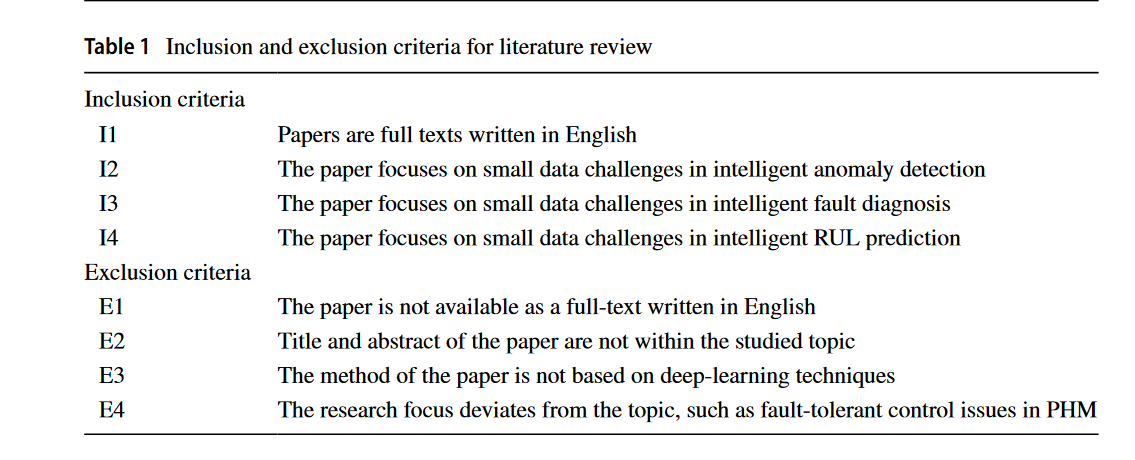 Table 1 Inclusion and exclusion criteria for literature review
Inclusion criteria
I1 Papers are full texts written in English
I2 The paper focuses on small data challenges in intelligent anomaly detection
I3 The paper focuses on small data challenges in intelligent fault diagnosis
I4 The paper focuses on small data challenges in intelligent RUL prediction
Exclusion criteria
E1 The paper is not available as a full-text written in English
E2 Title and abstract of the paper are not within the studied topic
E3 The method of the paper is not based on deep-learning techniques
E4 The research focus deviates from the topic, such as fault-tolerant control issues in PHM